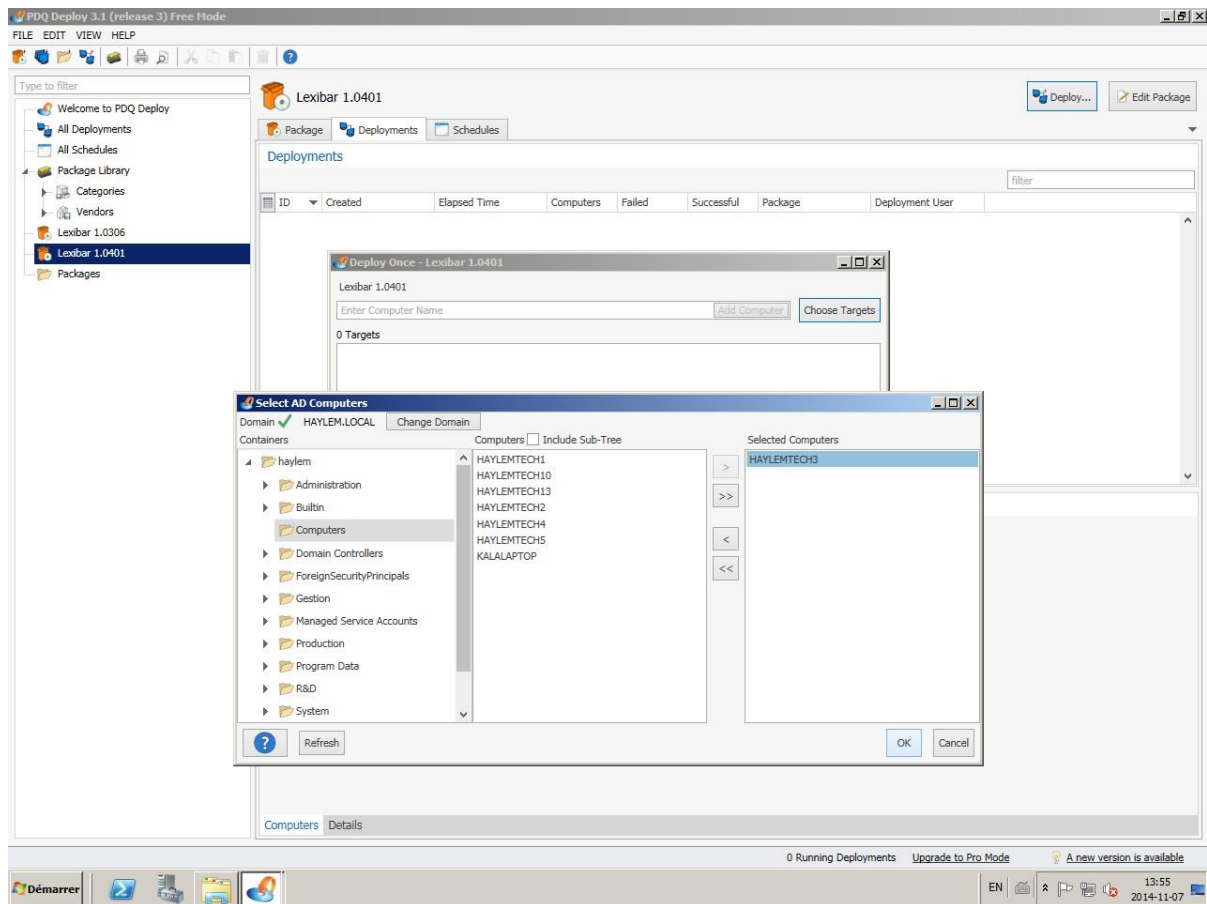 PDQ Deploy 3.1 (release 3) Free Mode
FILE EDIT VIEW HELP
Type to filter
Welcome to PDQ Deploy
All Deployments
All Schedules
Package Library
Categories
Vendors
Lexibar 1.0306
Lexibar 1.0401
Packages
Lexibar 1.0401
Deploy...
Edit Package
Package
Deployments
Schedules
Deployments
filter
ID Created Elapsed Time Computers Failed Successful Package Deployment User
Deploy Once - Lexibar 1.0401
Lexibar 1.0401
Enter Computer Name
Add Computer
Choose Targets
0 Targets
Select AD Computers
Domain HAYLEM.LOCAL Change Domain
Containers
haylem
Administration
Builtin
Computers
Domain Controllers
ForeignSecurityPrincipals
Gestion
Managed Service Accounts
Production
Program Data
R&D
System
Computers Include Sub-Tree
HAYLEMTECH1
HAYLEMTECH10
HAYLEMTECH13
HAYLEMTECH2
HAYLEMTECH4
HAYLEMTECH5
KALALAPTOP
>
>>
<
<<
Selected Computers
HAYLEMTECH3
?
Refresh
OK
Cancel
Computers Details
0 Running Deployments Upgrade to Pro Mode A new version is available
Démarrer
EN
13:55
2014-11-07